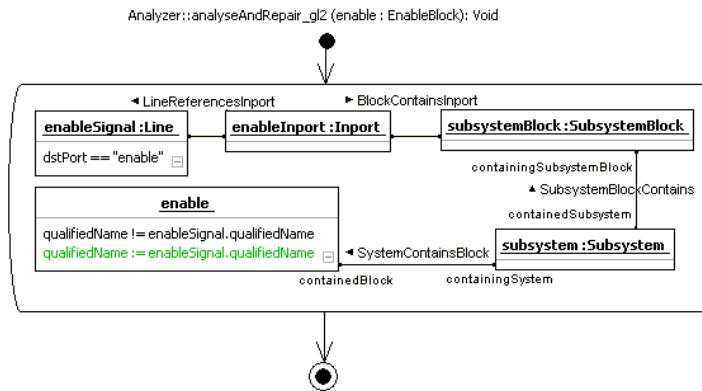 Analyzer::analyseAndRepair_gl2 (enable : EnableBlock): Void
◄ LineReferencesInport
► BlockContainsInport
enableSignal :Line
enableInport :Inport
subsystemBlock :SubsystemBlock
dstPort == "enable"
containingSubsystemBlock
▲ SubsystemBlockContains
containedSubsystem
enable
qualifiedName != enableSignal.qualifiedName
qualifiedName := enableSignal.qualifiedName
◄ SystemContainsBlock
subsystem :Subsystem
containedBlock
containingSystem